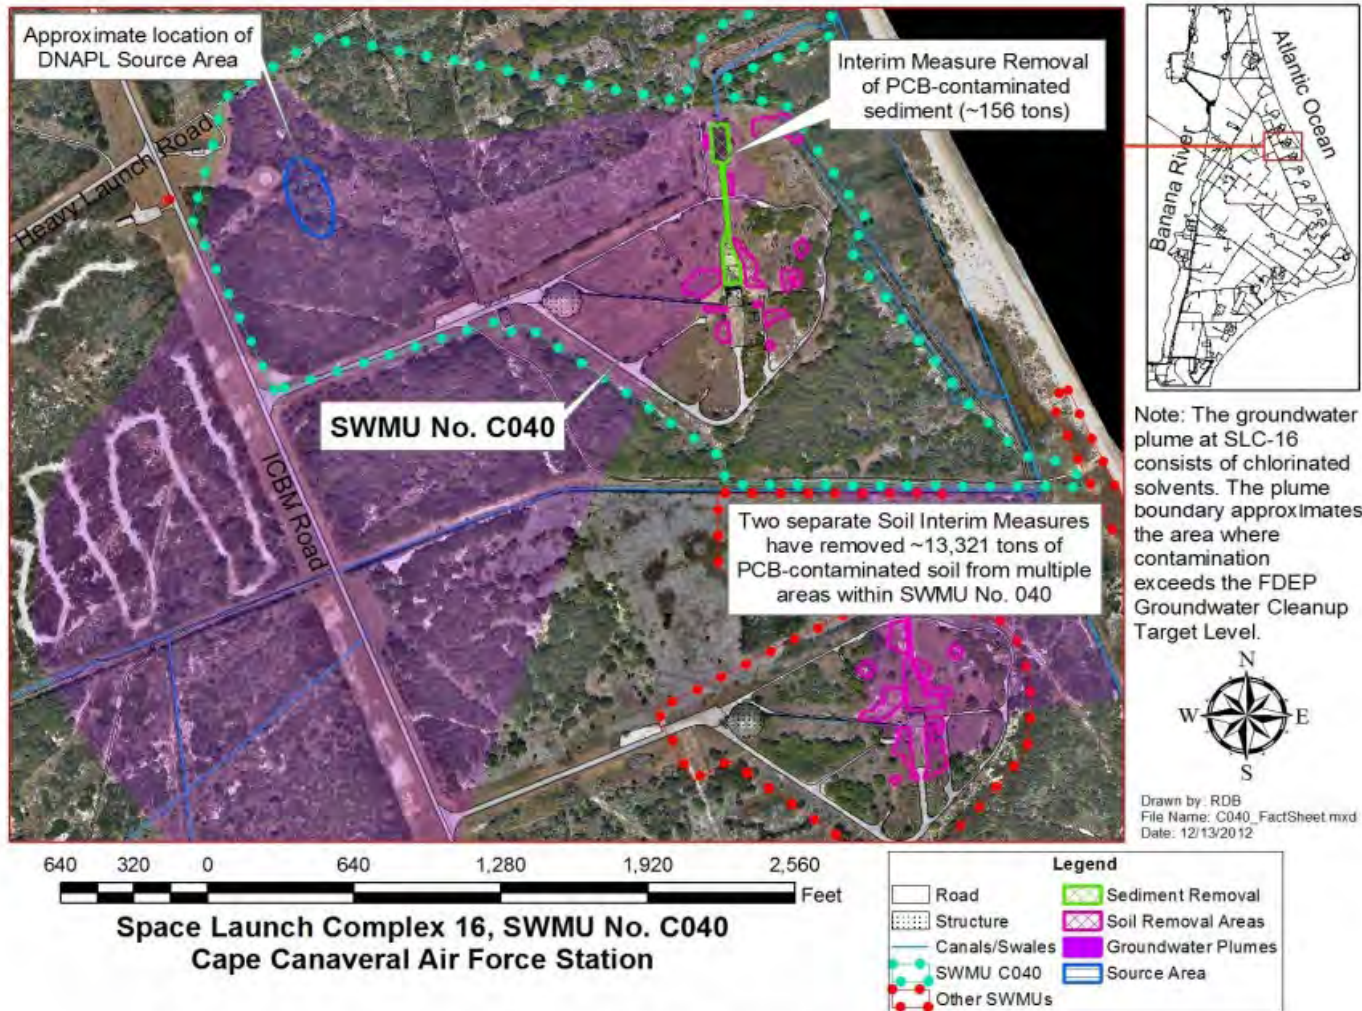 Approximate location of
DNAPL Source Area
Interim Measure Removal
of PCB-contaminated
sediment (~156 tons)
Heavy Launch Road
SWMU No. C040
ICBM Road
Two separate Soil Interim Measures
have removed ~13,321 tons of
PCB-contaminated soil from multiple
areas within SWMU No. 040
Atlantic Ocean
Banana River
Note: The groundwater
plume at SLC-16
consists of chlorinated
solvents. The plume
boundary approximates
the area where
contamination
exceeds the FDEP
Groundwater Cleanup
Target Level.
N
W E
S
Drawn by: RDB
File Name: C040_FactSheet.mxd
Date: 12/13/2012
640 320 0 640 1,280 1,920 2,560
Feet
Space Launch Complex 16, SWMU No. C040
Cape Canaveral Air Force Station
Legend
Road
Structure
Canals/Swales
SWMU C040
Other SWMUs
Sediment Removal
Soil Removal Areas
Groundwater Plumes
Source Area